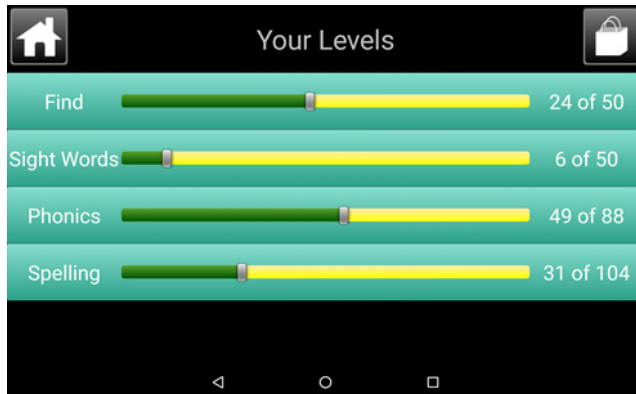 Your Levels
Find 24 of 50
Sight Words 6 of 50
Phonics 49 of 88
Spelling 31 of 104